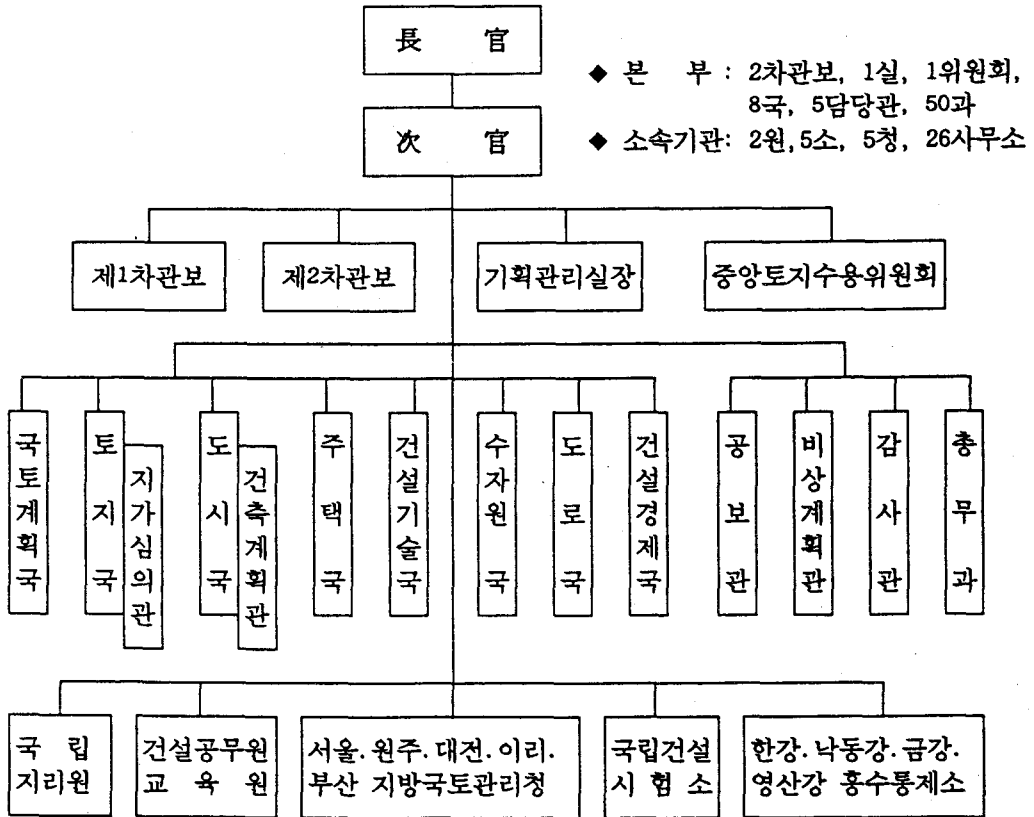 長 官
◆ 본 부 : 2차관보, 1실, 1위원회,
8국, 5담당관, 50과
次 官
◆ 소속기관: 2원, 5소, 5청, 26사무소
제1차관보
제2차관보
기획관리실장
중앙토지수용위원회
국토계획국
토지국
지가심의관
도시국
건축계획관
주택국
건설기술국
수자원국
도로국
건설경제국
공보관
비상계획관
감사관
총무과
국 립
지리원
건설공무원
교 육 원
서울.원주.대전.이리.
부산 지방국토관리청
국립건설
시 험 소
한강.낙동강.금강.
영산강 홍수통제소